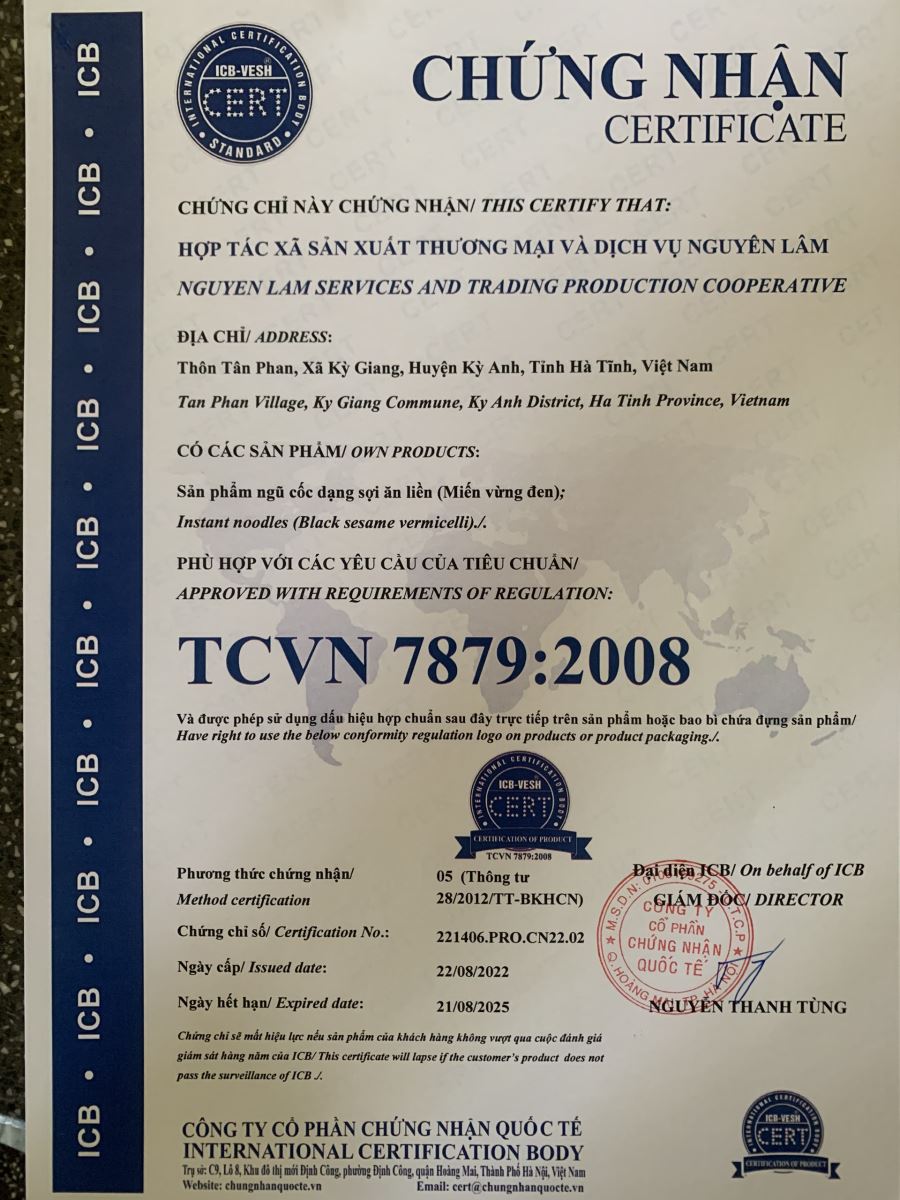 INTERNATIONAL CERTIFICATION BODY
ICB-VESH®
CERT
STANDARD
CHỨNG NHẬN
CERTIFICATE
CHỨNG CHỈ NÀY CHỨNG NHẬN/ THIS CERTIFY THAT:
HỢP TÁC XÃ SẢN XUẤT THƯƠNG MẠI VÀ DỊCH VỤ NGUYÊN LÂM
NGUYEN LAM SERVICES AND TRADING PRODUCTION COOPERATIVE
ĐỊA CHỈ/ ADDRESS:
Thôn Tân Phan, Xã Kỳ Giang, Huyện Kỳ Anh, Tỉnh Hà Tĩnh, Việt Nam
Tan Phan Village, Ky Giang Commune, Ky Anh District, Ha Tinh Province, Vietnam
CÓ CÁC SẢN PHẨM/ OWN PRODUCTS:
Sản phẩm ngũ cốc dạng sợi ăn liền (Miến vừng đen);
Instant noodles (Black sesame vermicelli)./.
PHÙ HỢP VỚI CÁC YÊU CẦU CỦA TIÊU CHUẨN/
APPROVED WITH REQUIREMENTS OF REGULATION:
TCVN 7879:2008
Và được phép sử dụng dấu hiệu hợp chuẩn sau đây trực tiếp trên sản phẩm hoặc bao bì chứa đựng sản phẩm/
Have right to use the below conformity regulation logo on products or product packaging./.
INTERNATIONAL CERTIFICATION BODY
ICB-VESH
CERT
CERTIFICATION OF PRODUCT
TCVN 7879:2008
Phương thức chứng nhận/ 05 (Thông tư
Method certification 28/2012/TT-BKHCN)
Chứng chỉ số/ Certification No.: 221406.PRO.CN22.02
Ngày cấp/ Issued date: 22/08/2022
Ngày hết hạn/ Expired date: 21/08/2025
Đại diện ICB/ On behalf of ICB
GIÁM ĐỐC/ DIRECTOR
M.S.D.N:
C.T.C.P
CÔNG TY
CỔ PHẦN
CHỨNG NHẬN
QUỐC TẾ
Q. HOÀNG MAI, TP. HÀ NỘI
NGUYỄN THANH TÙNG
Chứng chỉ sẽ mất hiệu lực nếu sản phẩm của khách hàng không vượt qua cuộc đánh giá
giám sát hàng năm của ICB/ This certificate will lapse if the customer's product does not
pass the surveillance of ICB ./.
CÔNG TY CỔ PHẦN CHỨNG NHẬN QUỐC TẾ
INTERNATIONAL CERTIFICATION BODY
Trụ sở: C9, Lô 8, Khu đô thị mới Định Công, phường Định Công, quận Hoàng Mai, Thành Phố Hà Nội, Việt Nam
Website: chungnhanquocte.vn Email: cert@chungnhanquocte.vn
INTERNATIONAL CERTIFICATION BODY
ICB-VESH
CERT
CERTIFICATION OF PRODUCT
ICB • ICB • ICB • ICB • ICB • ICB • ICB • ICB • ICB • ICB